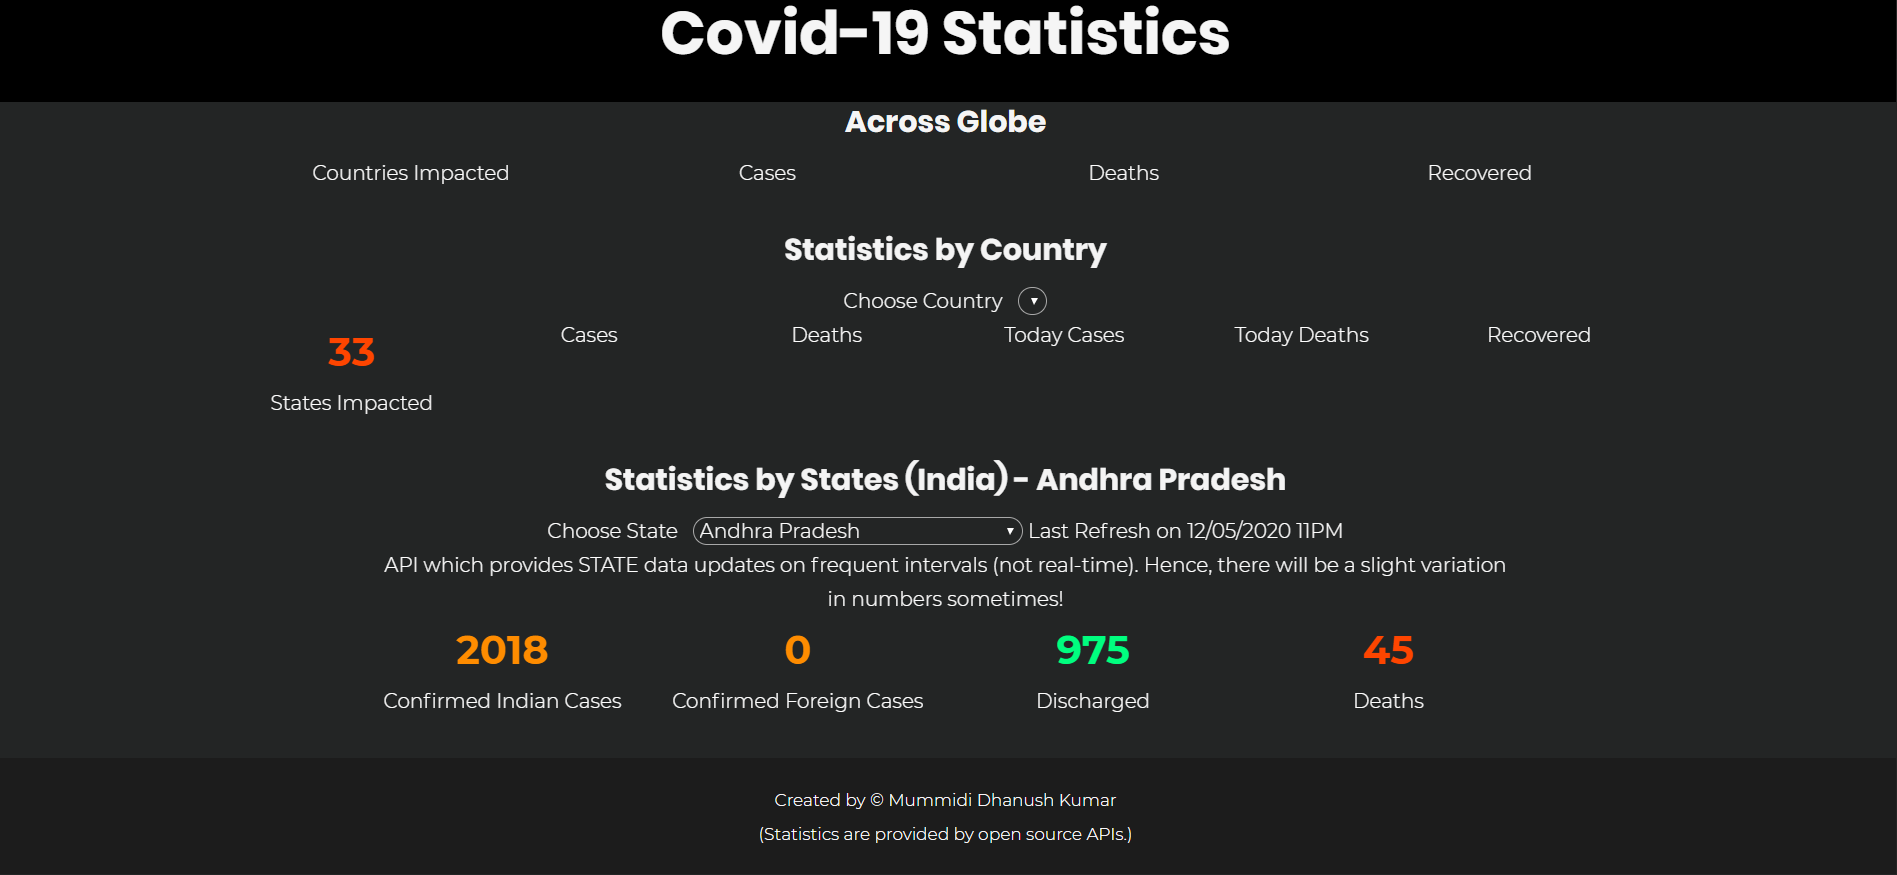 Covid-19 Statistics
Across Globe
Countries Impacted Cases Deaths Recovered
Statistics by Country
Choose Country
33
States Impacted Cases Deaths Today Cases Today Deaths Recovered
Statistics by States (India) - Andhra Pradesh
Choose State Andhra Pradesh Last Refresh on 12/05/2020 11PM
API which provides STATE data updates on frequent intervals (not real-time). Hence, there will be a slight variation
in numbers sometimes!
2018 0 975 45
Confirmed Indian Cases Confirmed Foreign Cases Discharged Deaths
Created by © Mummidi Dhanush Kumar
(Statistics are provided by open source APIs.)